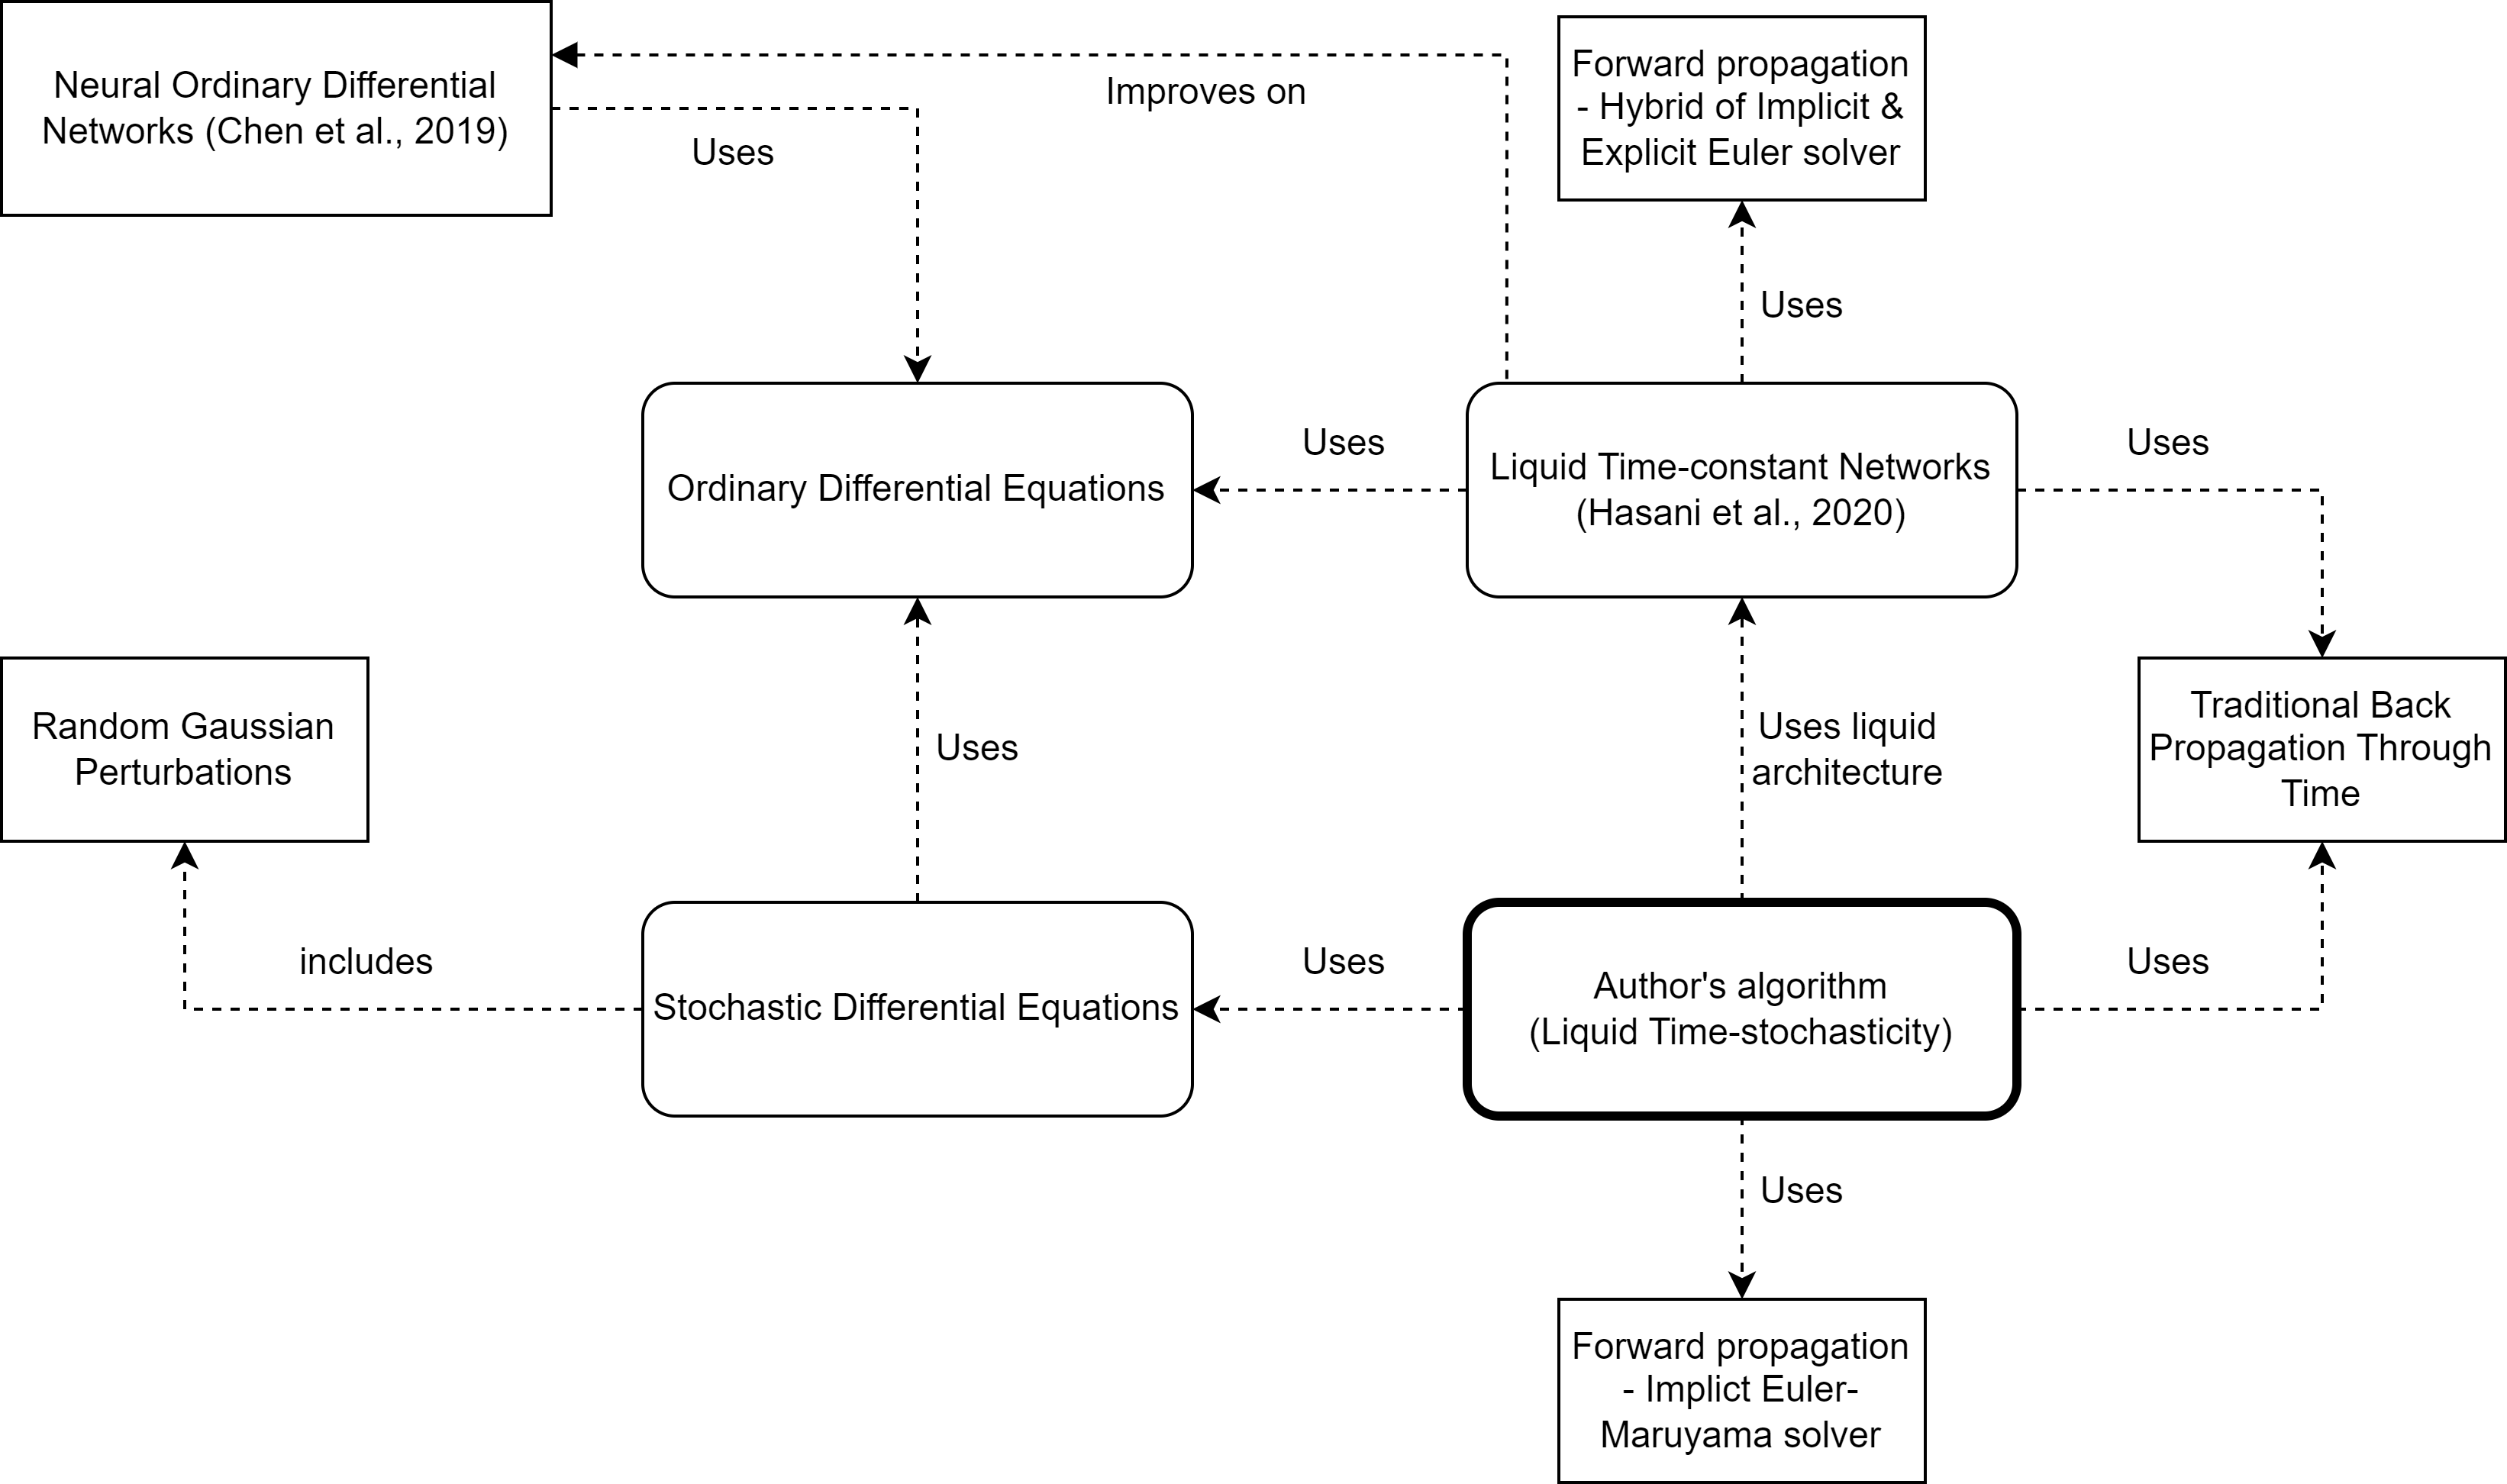 Neural Ordinary Differential
Networks (Chen et al., 2019)
Improves on
Uses
Forward propagation
- Hybrid of Implicit &
Explicit Euler solver
Uses
Ordinary Differential Equations
Uses
Liquid Time-constant Networks
(Hasani et al., 2020)
Uses
Random Gaussian
Perturbations
Uses
Uses liquid
architecture
Traditional Back
Propagation Through
Time
includes
Stochastic Differential Equations
Uses
Author's algorithm
(Liquid Time-stochasticity)
Uses
Uses
Forward propagation
- Implict Euler-
Maruyama solver